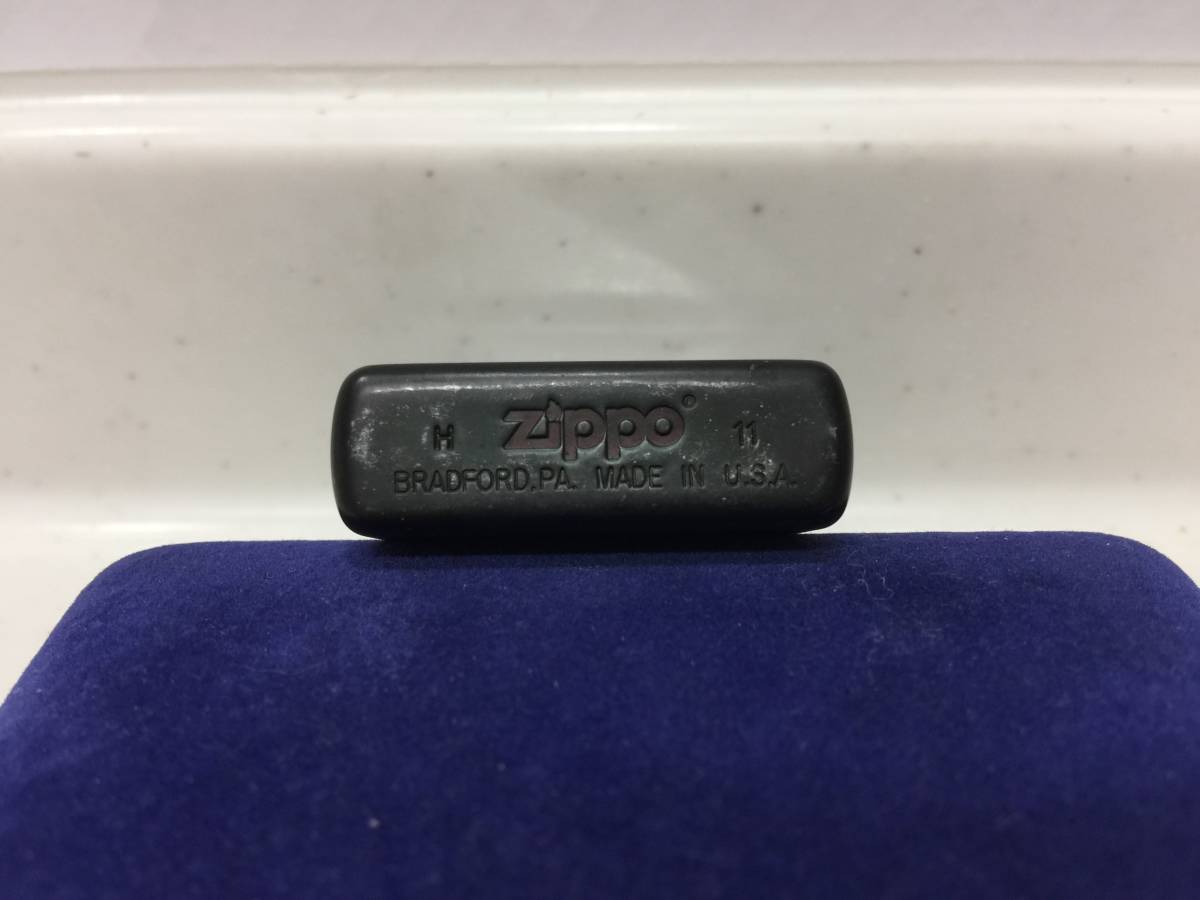 H zippo® 11
BRADFORD, PA. MADE IN U.S.A.